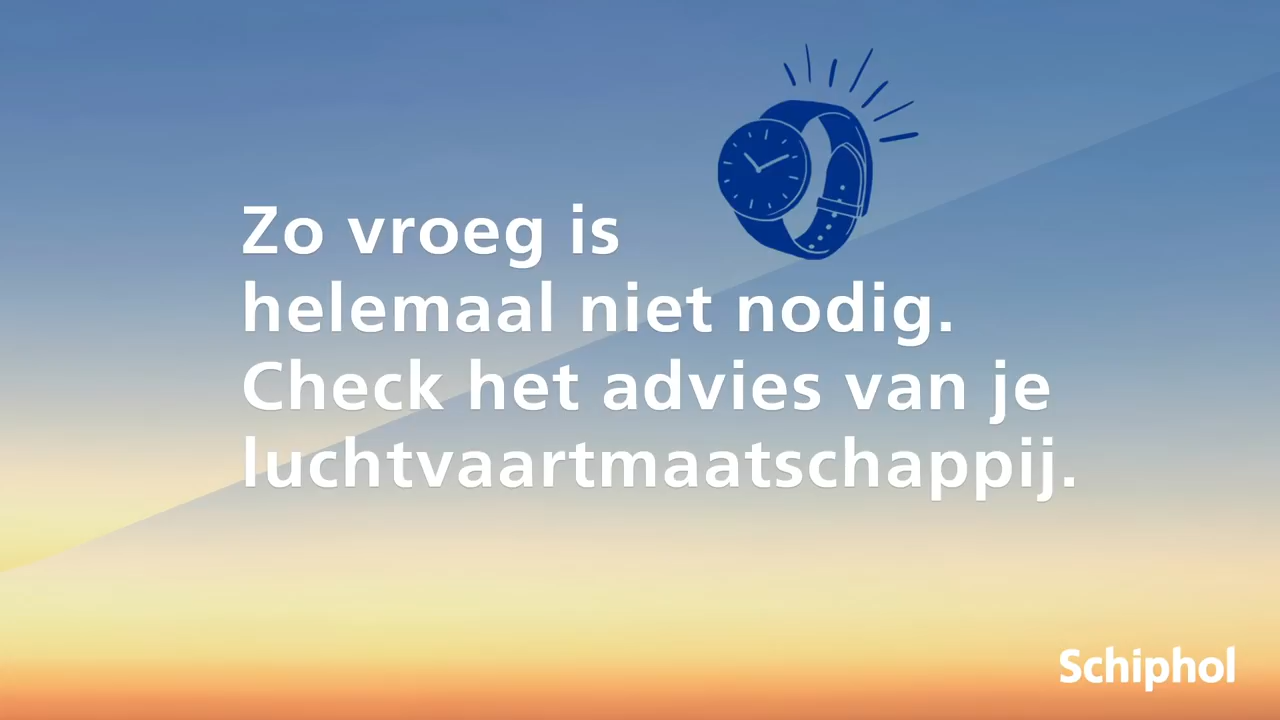 Zo vroeg is
helemaal niet nodig.
Check het advies van je
luchtvaartmaatschappij.
Schiphol